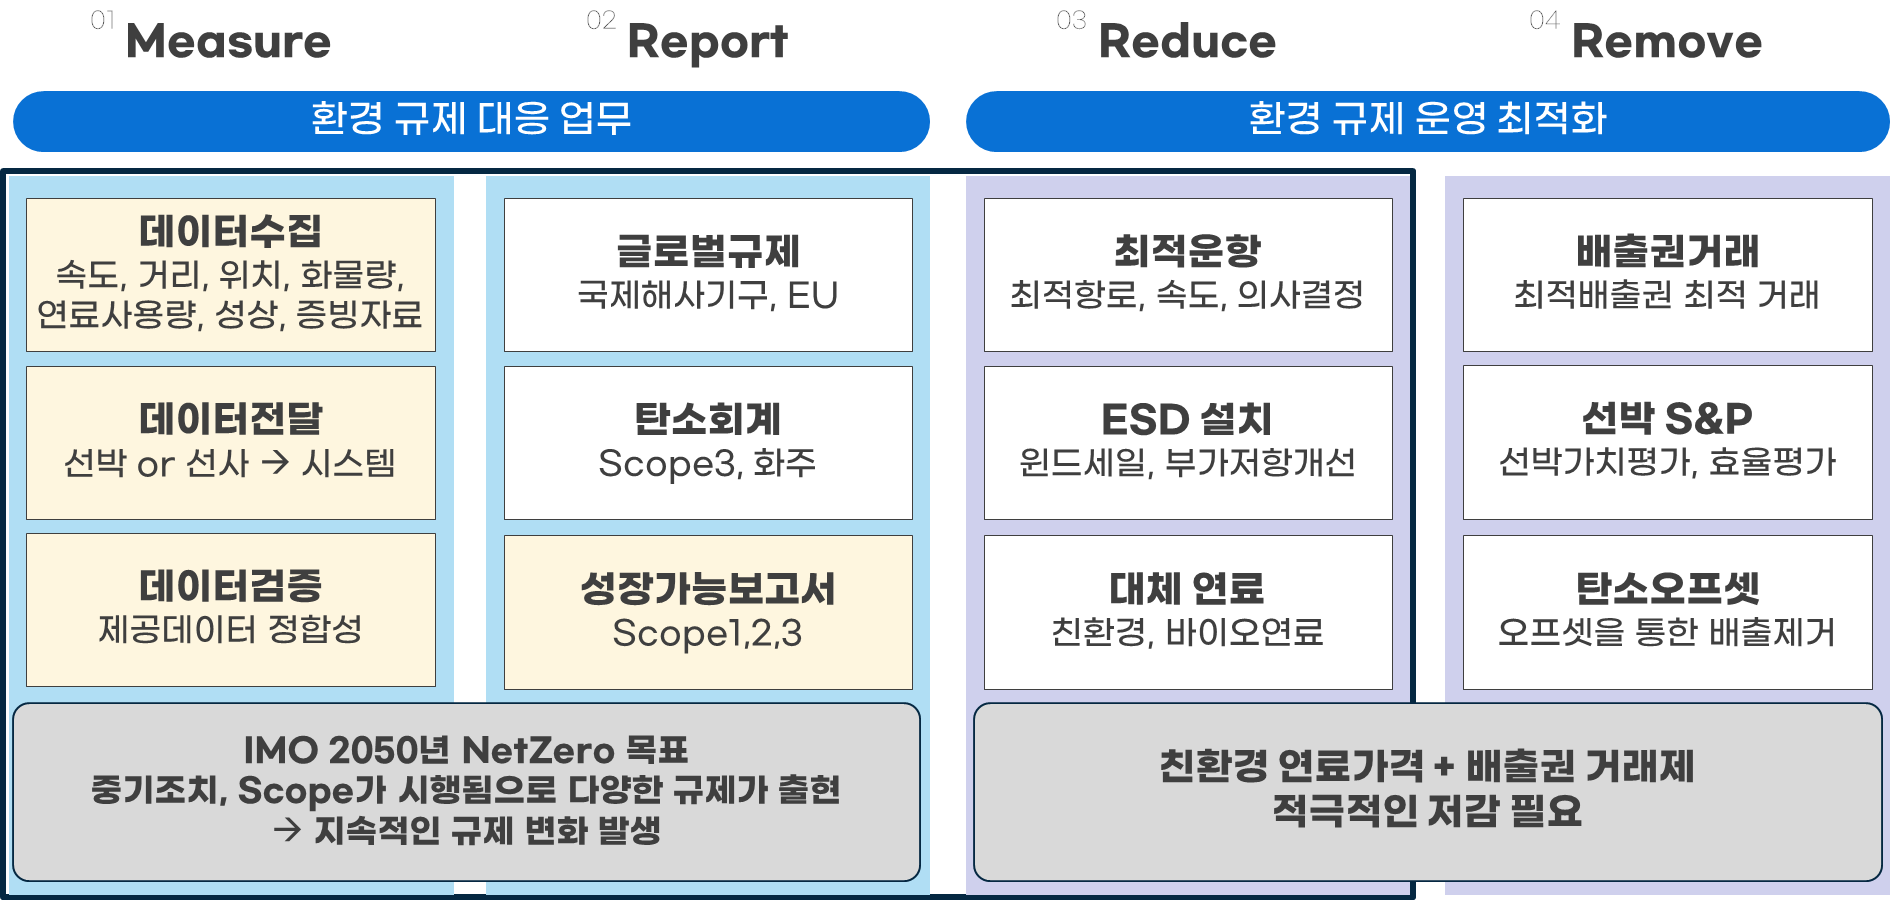 01 Measure
02 Report
03 Reduce
04 Remove
환경 규제 대응 업무
환경 규제 운영 최적화
데이터수집
속도, 거리, 위치, 화물량,
연료사용량, 성상, 증빙자료
데이터전달
선박 or 선사 → 시스템
데이터검증
제공데이터 정합성
글로벌규제
국제해사기구, EU
탄소회계
Scope3, 화주
성장가능보고서
Scope1,2,3
최적운항
최적항로, 속도, 의사결정
ESD 설치
윈드세일, 부가저항개선
대체 연료
친환경, 바이오연료
배출권거래
최적배출권 최적 거래
선박 S&P
선박가치평가, 효율평가
탄소오프셋
오프셋을 통한 배출제거
IMO 2050년 NetZero 목표
중기조치, Scope가 시행됨으로 다양한 규제가 출현
→ 지속적인 규제 변화 발생
친환경 연료가격 + 배출권 거래제
적극적인 저감 필요